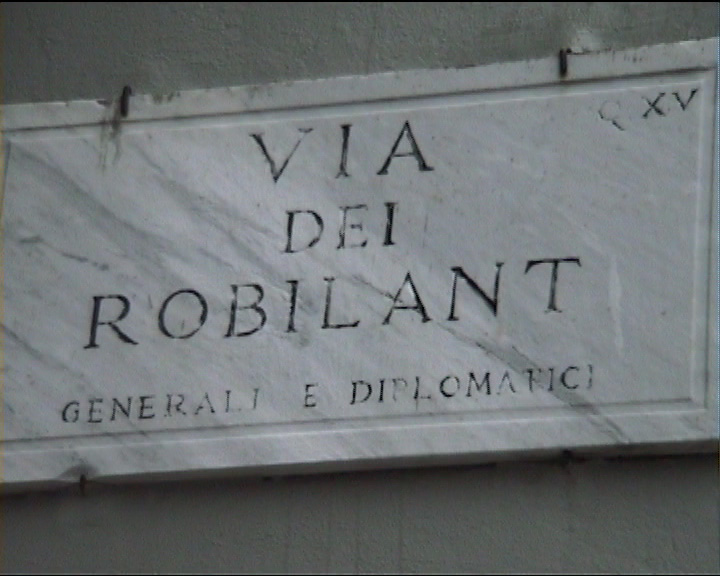 Q XV
VIA
DEI
ROBILANT
GENERALI E DIPLOMATICI